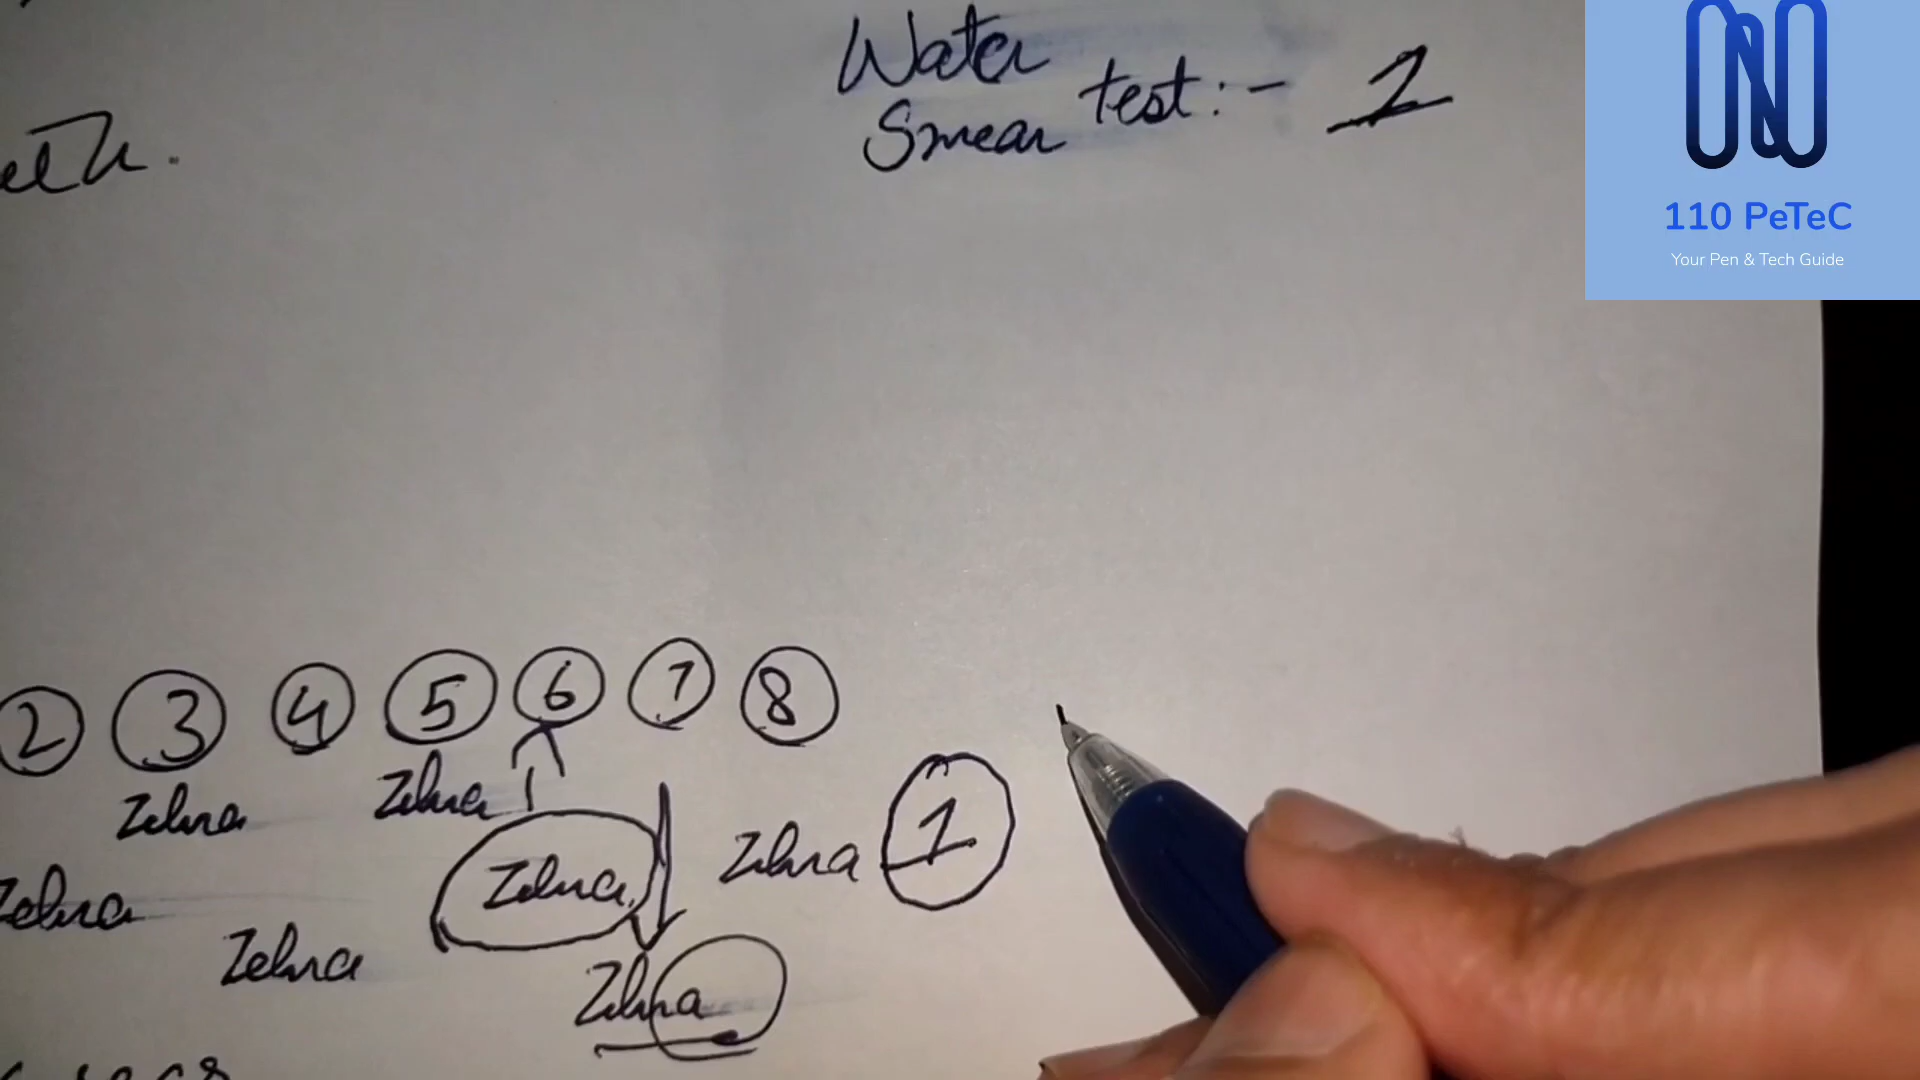 Water
Smear test:- 1
110 PeTeC
Your Pen & Tech Guide
2 3 4 5 6 7 8
Zebra Zebra
Zebra Zebra Zebra 1
Zebra Zebra
secs